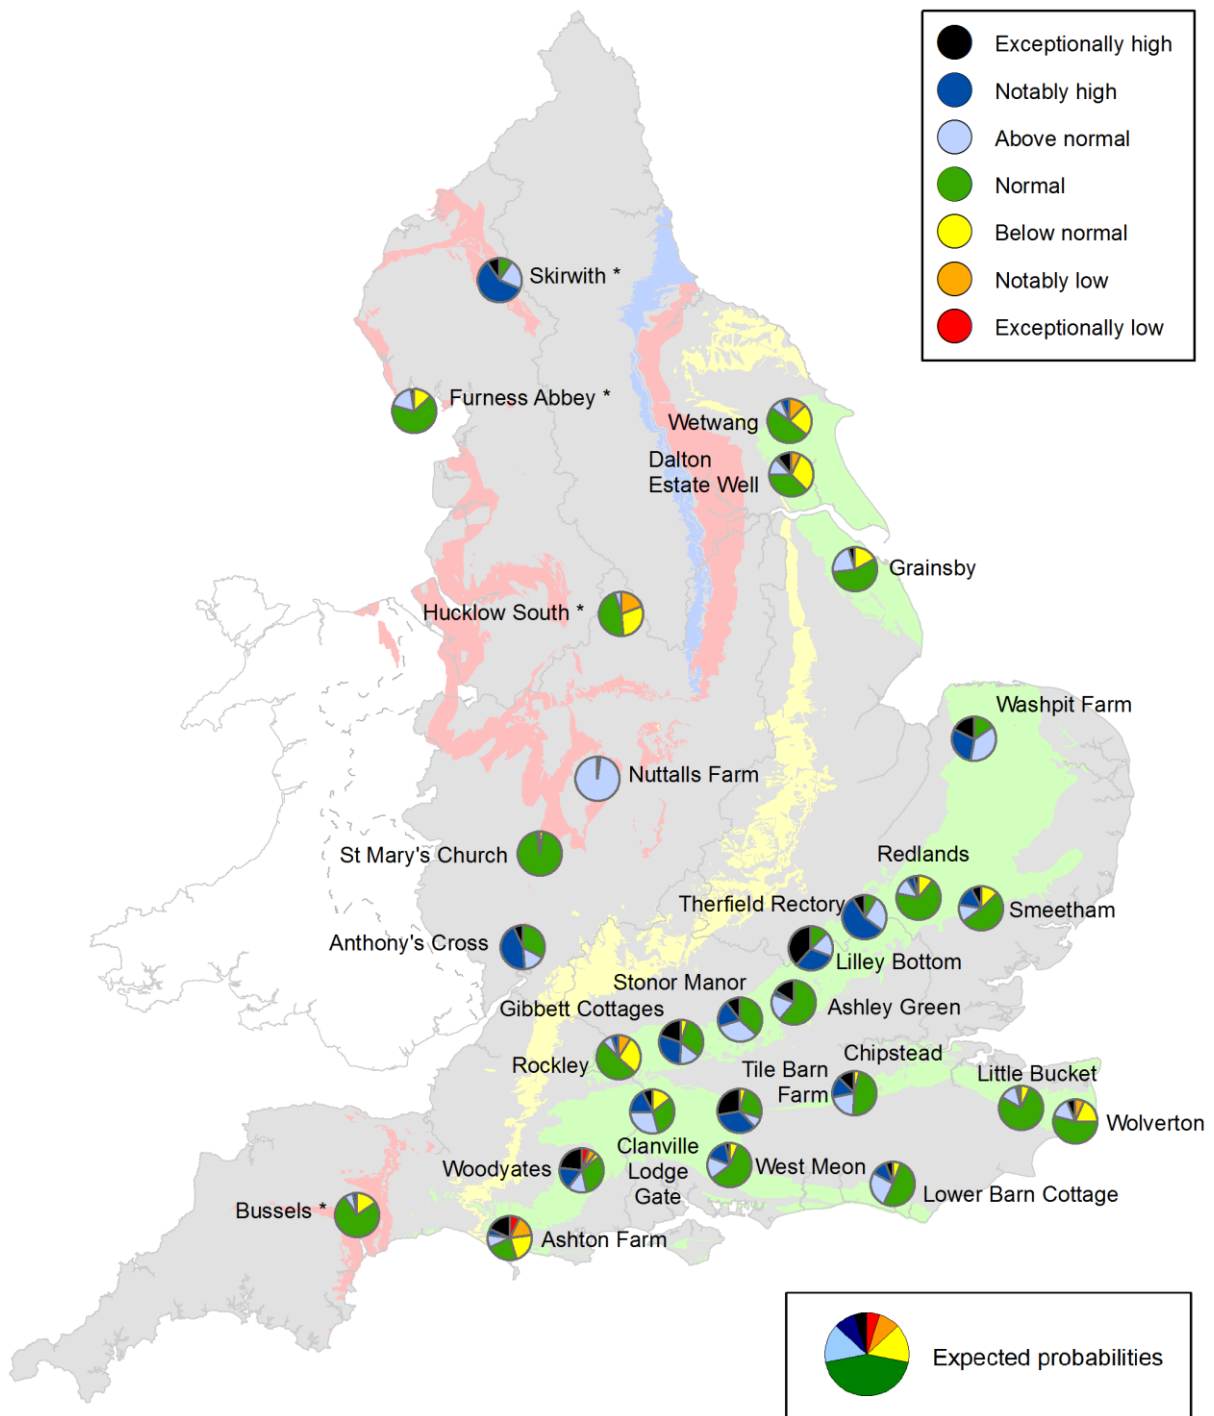 Exceptionally high
Notably high
Above normal
Normal
Below normal
Notably low
Exceptionally low
Skirwith *
Furness Abbey *
Wetwang
Dalton
Estate Well
Grainsby
Hucklow South *
Washpit Farm
Nuttalls Farm
St Mary's Church
Redlands
Therfield Rectory
Smeetham
Anthony's Cross
Lilley Bottom
Stonor Manor
Gibbett Cottages
Ashley Green
Rockley
Chipstead
Tile Barn
Farm
Little Bucket
Wolverton
Clanville
Lodge
Gate
Woodyates
West Meon
Lower Barn Cottage
Bussels *
Ashton Farm
Expected probabilities